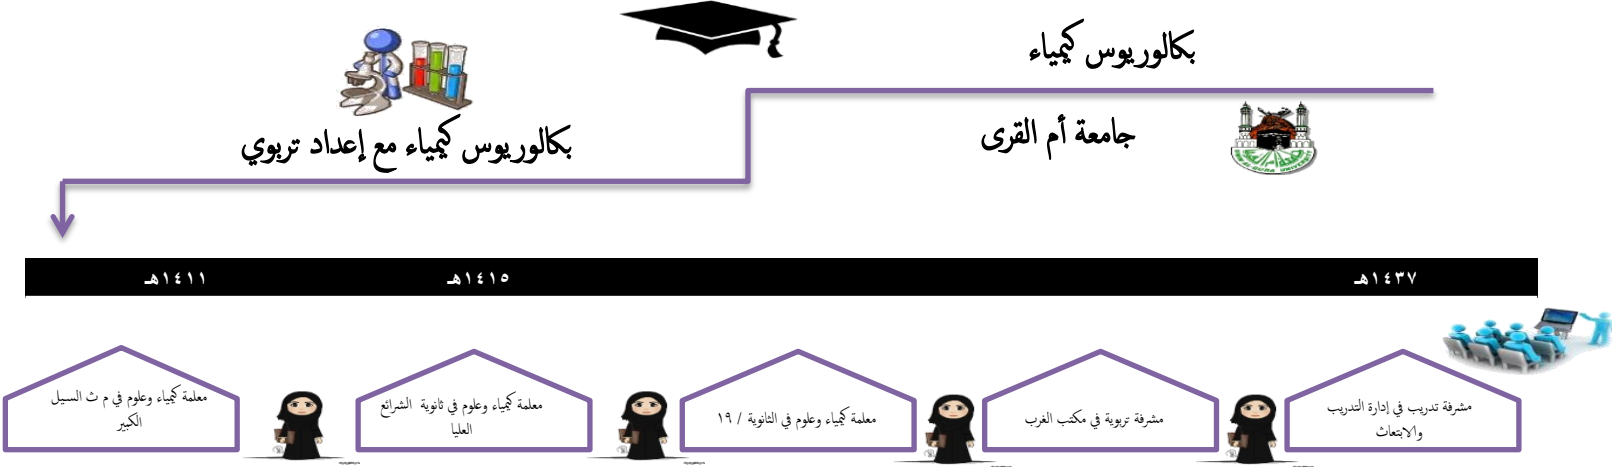 بكالوريوس كيمياء
جامعة أم القرى
بكالوريوس كيمياء مع إعداد تربوي
١٤١١هـ
١٤١٥هـ
١٤٣٧هـ
معلمة كيمياء وعلوم في م ث السيل
الكبير
معلمة كيمياء وعلوم في ثانوية الشرائع
العليا
معلمة كيمياء وعلوم في الثانوية / ١٩
مشرفة تربوية في مكتب الغرب
مشرفة تدريب في إدارة التدريب
والابتعاث